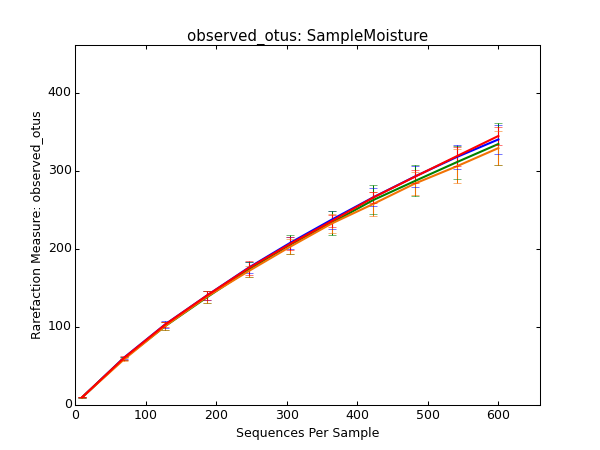 observed_otus: SampleMoisture
400
300
200
100
0
Rarefaction Measure: observed_otus
0 100 200 300 400 500 600
Sequences Per Sample